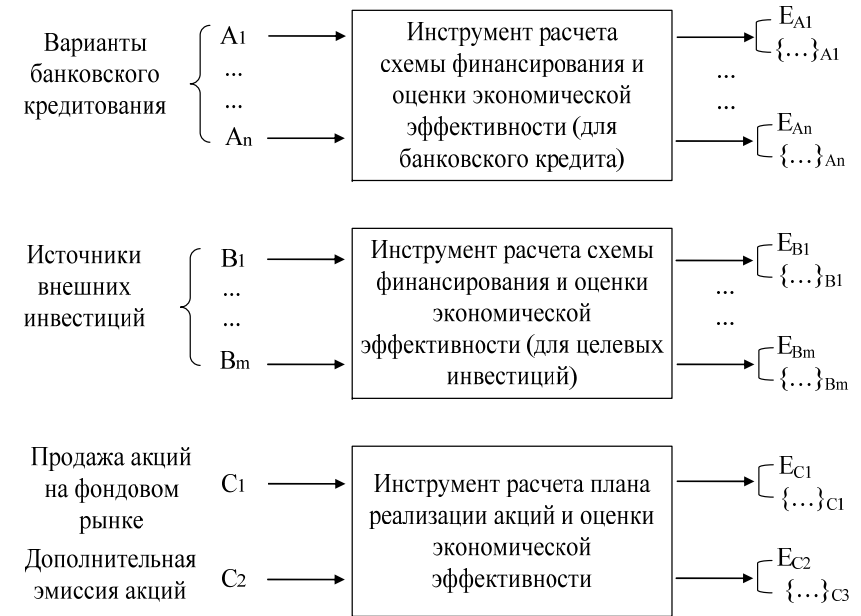 Варианты
банковского
кредитования
A1
...
...
An
Инструмент расчета
схемы финансирования и
оценки экономической
эффективности (для
банковского кредита)
EA1
{...}A1
...
...
EAn
{...}An
Источники
внешних
инвестиций
B1
...
...
Bm
Инструмент расчета схемы
финансирования и оценки
экономической
эффективности (для целевых
инвестиций)
EB1
{...}B1
...
...
EBm
{...}Bm
Продажа акций
на фондовом
рынке
C1
Дополнительная
эмиссия акций
C2
Инструмент расчета плана
реализации акций и оценки
экономической
эффективности
EC1
{...}C1
EC2
{...}C3